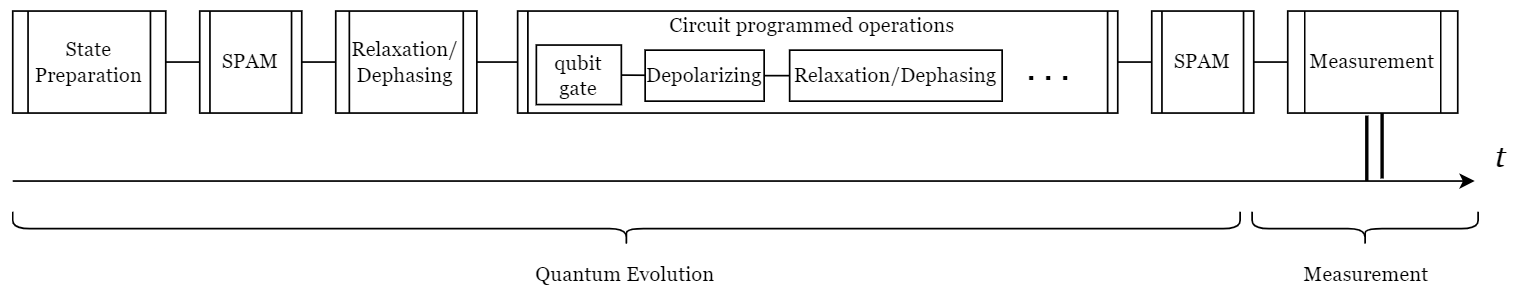 Circuit programmed operations
State
Preparation
SPAM
Relaxation/
Dephasing
qubit
gate
Depolarizing
Relaxation/Dephasing
...
SPAM
Measurement
t
Quantum Evolution
Measurement